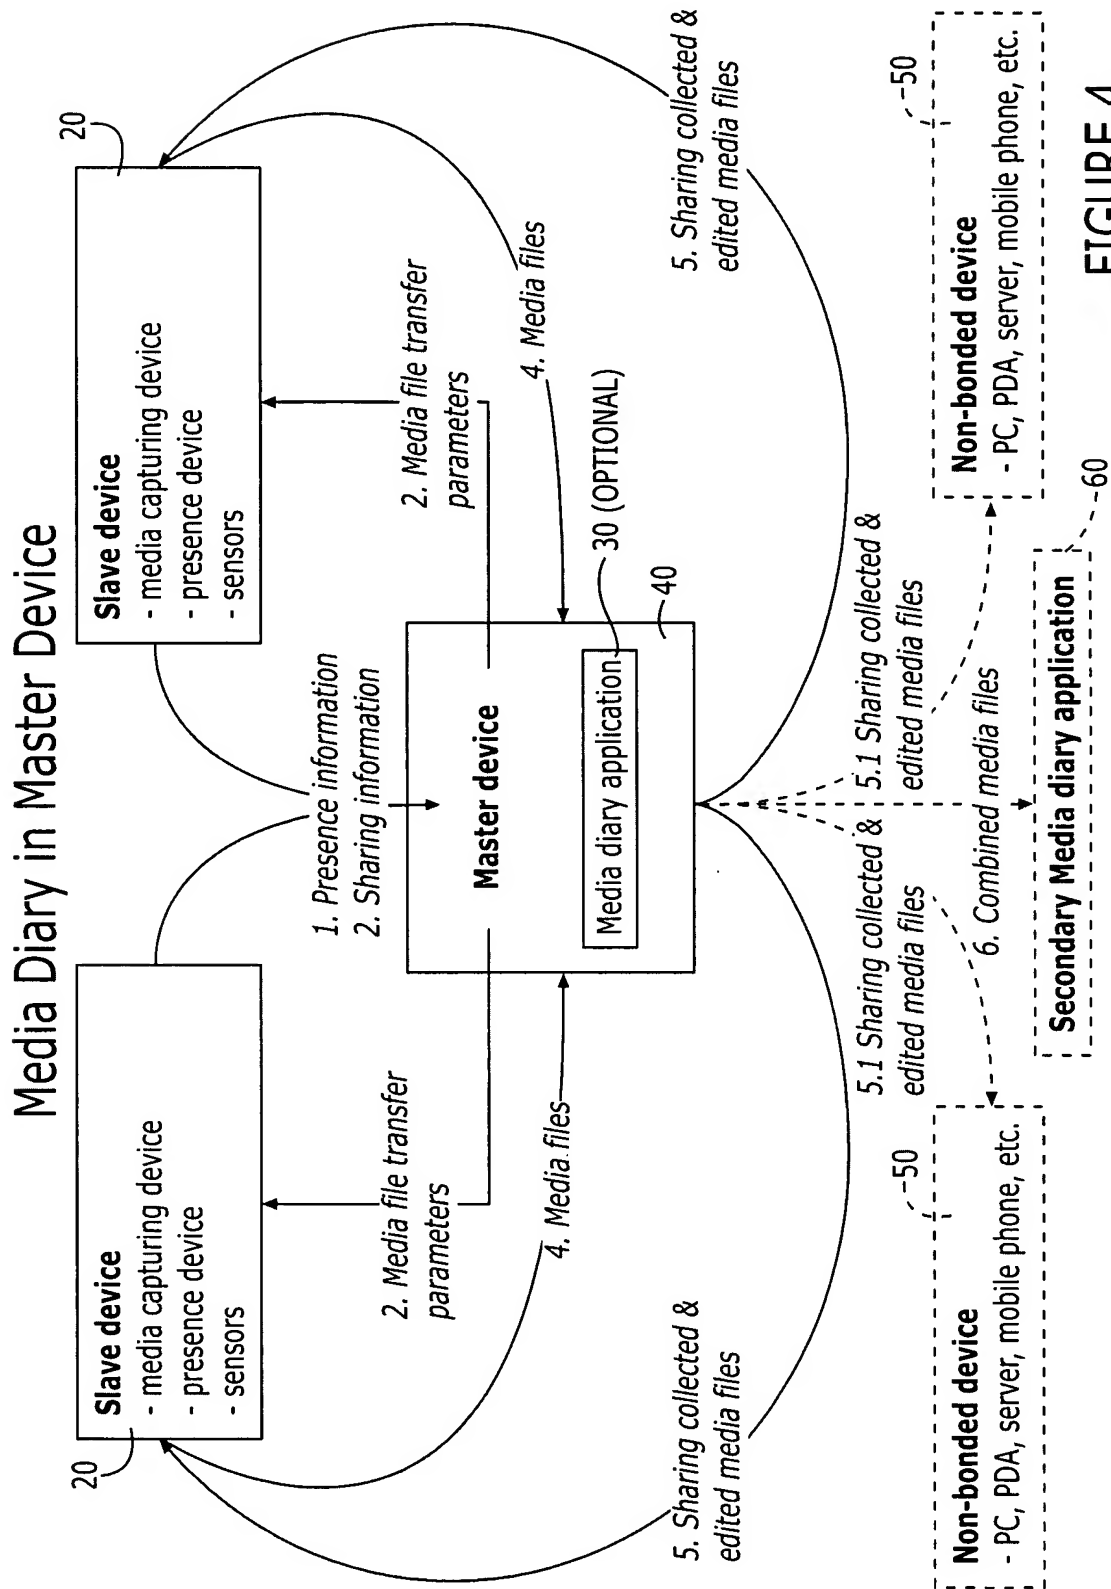 Media Diary in Master Device
20
Slave device
- media capturing device
- presence device
- sensors
20
Slave device
- media capturing device
- presence device
- sensors
1. Presence information
2. Sharing information
2. Media file transfer
parameters
2. Media file transfer
parameters
4. Media files
4. Media files
Master device
Media diary application
30 (OPTIONAL)
40
5. Sharing collected &
edited media files
5. Sharing collected &
edited media files
5.1 Sharing collected &
edited media files
5.1 Sharing collected &
edited media files
6. Combined media files
50
Non-bonded device
- PC, PDA, server, mobile phone, etc.
Secondary Media diary application
60
50
Non-bonded device
- PC, PDA, server, mobile phone, etc.
FIGURE 4